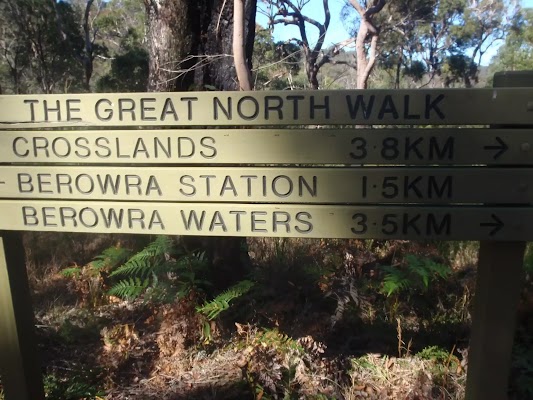 THE GREAT NORTH WALK
CROSSLANDS 3·8KM →
← BEROWRA STATION 1·5KM
BEROWRA WATERS 3·5KM →